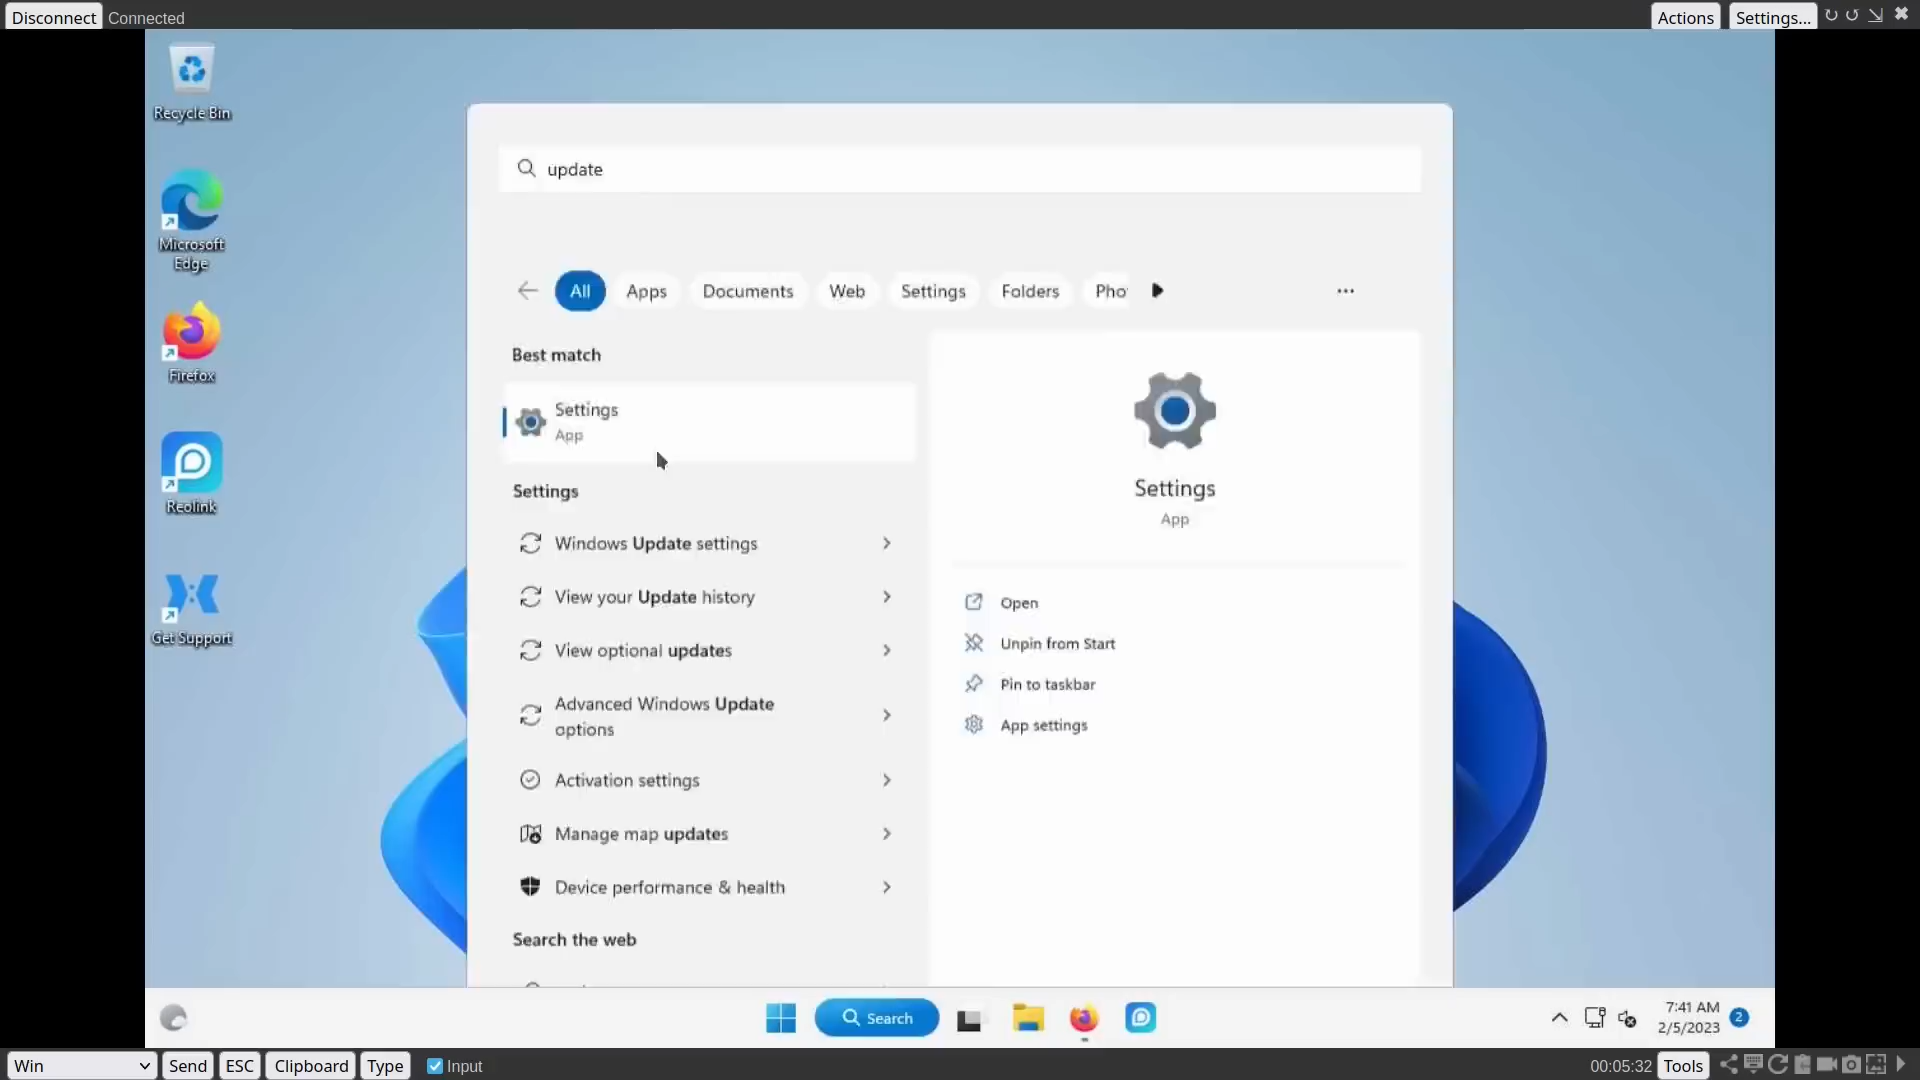 Disconnect Connected Actions Settings...
Recycle Bin
Microsoft
Edge
Firefox
Reolink
Get Support
update
All Apps Documents Web Settings Folders Pho
Best match
Settings
App
Settings
Windows Update settings
View your Update history
View optional updates
Advanced Windows Update
options
Activation settings
Manage map updates
Device performance & health
Search the web
Settings
App
Open
Unpin from Start
Pin to taskbar
App settings
Search
7:41 AM
2/5/2023
2
Win Send ESC Clipboard Type Input 00:05:32 Tools